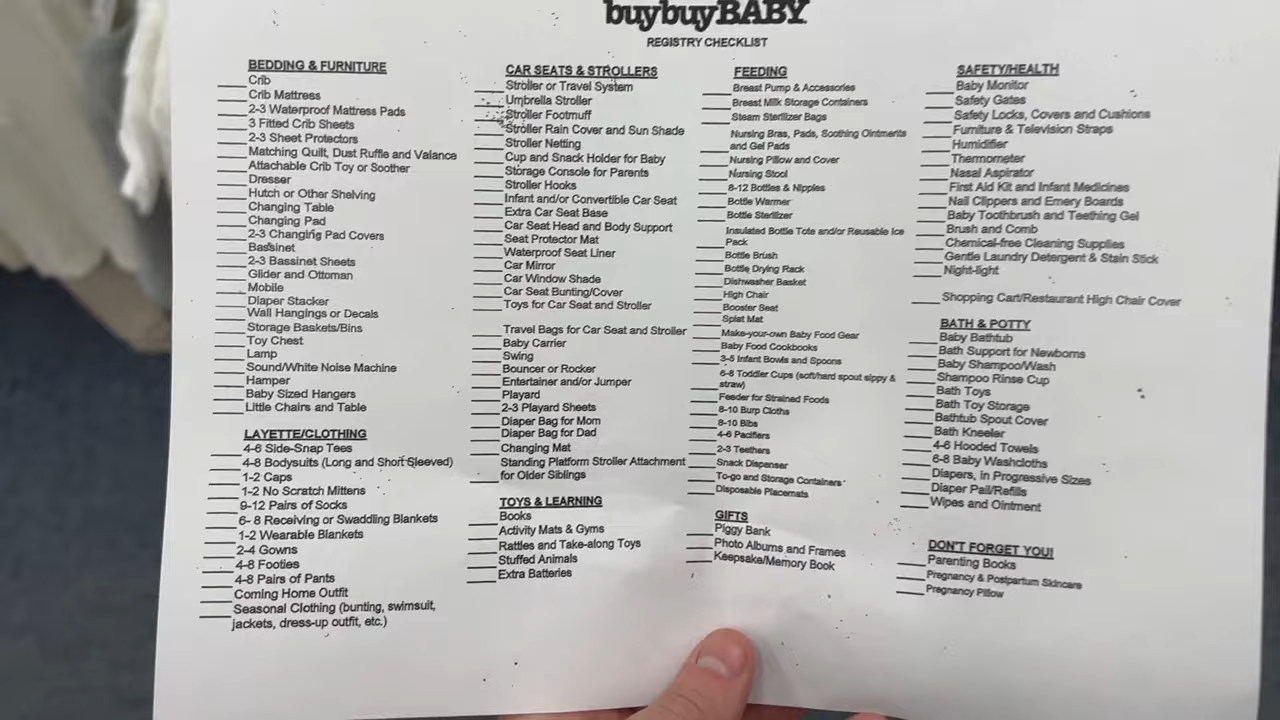 buybuyBABY
REGISTRY CHECKLIST
BEDDING & FURNITURE
Crib
Crib Mattress
2-3 Waterproof Mattress Pads
3 Fitted Crib Sheets
2-3 Sheet Protectors
Matching Quilt, Dust Ruffle and Valance
Attachable Crib Toy or Soother
Dresser
Hutch or Other Shelving
Changing Table
Changing Pad
2-3 Changing Pad Covers
Bassinet
2-3 Bassinet Sheets
Glider and Ottoman
Mobile
Diaper Stacker
Wall Hangings or Decals
Storage Baskets/Bins
Toy Chest
Lamp
Sound/White Noise Machine
Hamper
Baby Sized Hangers
Little Chairs and Table
LAYETTE/CLOTHING
4-6 Side-Snap Tees
4-8 Bodysuits (Long and Short Sleeved)
1-2 Caps
1-2 No Scratch Mittens
9-12 Pairs of Socks
6- 8 Receiving or Swaddling Blankets
1-2 Wearable Blankets
2-4 Gowns
4-8 Footies
4-8 Pairs of Pants
Coming Home Outfit
Seasonal Clothing (bunting, swimsuit,
jackets, dress-up outfit, etc.)
CAR SEATS & STROLLERS
Stroller or Travel System
Umbrella Stroller
Stroller Footmuff
Stroller Rain Cover and Sun Shade
Stroller Netting
Cup and Snack Holder for Baby
Storage Console for Parents
Stroller Hooks
Infant and/or Convertible Car Seat
Extra Car Seat Base
Car Seat Head and Body Support
Seat Protector Mat
Waterproof Seat Liner
Car Mirror
Car Window Shade
Car Seat Bunting/Cover
Toys for Car Seat and Stroller
Travel Bags for Car Seat and Stroller
Baby Carrier
Swing
Bouncer or Rocker
Entertainer and/or Jumper
Playard
2-3 Playard Sheets
Diaper Bag for Mom
Diaper Bag for Dad
Changing Mat
Standing Platform Stroller Attachment
for Older Siblings
TOYS & LEARNING
Books
Activity Mats & Gyms
Rattles and Take-along Toys
Stuffed Animals
Extra Batteries
FEEDING
Breast Pump & Accessories
Breast Milk Storage Containers
Steam Sterilizer Bags
Nursing Bras, Pads, Soothing Ointments
and Gel Pads
Nursing Pillow and Cover
Nursing Stool
8-12 Bottles & Nipples
Bottle Warmer
Bottle Sterilizer
Insulated Bottle Tote and/or Reusable Ice
Pack
Bottle Brush
Bottle Drying Rack
Dishwasher Basket
High Chair
Booster Seat
Splat Mat
Make-your-own Baby Food Gear
Baby Food Cookbooks
3-5 Infant Bowls and Spoons
6-8 Toddler Cups (soft/hard spout sippy &
straw)
Feeder for Strained Foods
8-10 Burp Cloths
8-10 Bibs
4-6 Pacifiers
2-3 Teethers
Snack Dispenser
To-go and Storage Containers
Disposable Placemats
GIFTS
Piggy Bank
Photo Albums and Frames
Keepsake/Memory Book
SAFETY/HEALTH
Baby Monitor
Safety Gates
Safety Locks, Covers and Cushions
Furniture & Television Straps
Humidifier
Thermometer
Nasal Aspirator
First Aid Kit and Infant Medicines
Nail Clippers and Emery Boards
Baby Toothbrush and Teething Gel
Brush and Comb
Chemical-free Cleaning Supplies
Gentle Laundry Detergent & Stain Stick
Night-light
Shopping Cart/Restaurant High Chair Cover
BATH & POTTY
Baby Bathtub
Bath Support for Newborns
Baby Shampoo/Wash
Shampoo Rinse Cup
Bath Toys
Bath Toy Storage
Bathtub Spout Cover
Bath Kneeler
4-6 Hooded Towels
6-8 Baby Washcloths
Diapers, in Progressive Sizes
Diaper Pail/Refills
Wipes and Ointment
DON'T FORGET YOU!
Parenting Books
Pregnancy & Postpartum Skincare
Pregnancy Pillow